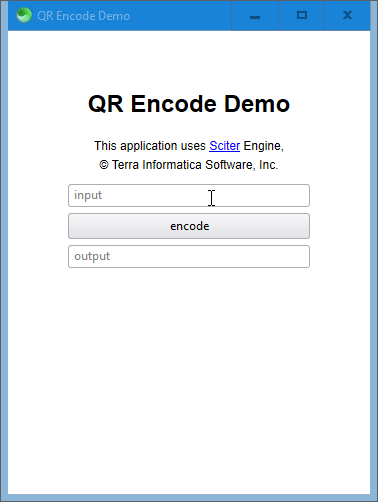 QR Encode Demo
QR Encode Demo
This application uses Sciter Engine,
© Terra Informatica Software, Inc.
input
encode
output